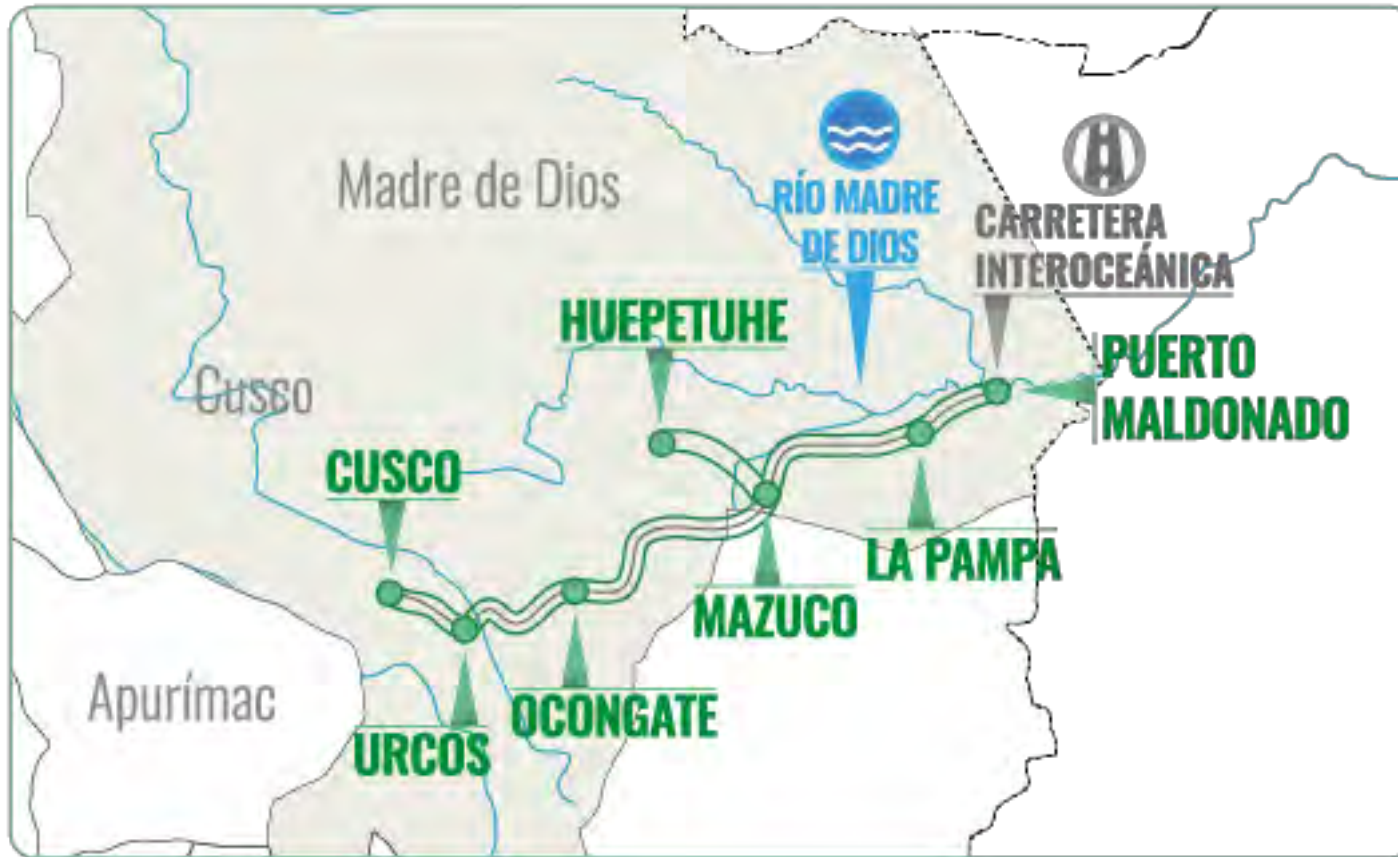 Madre de Dios
RÍO MADRE
DE DIOS
CARRETERA
INTEROCEÁNICA
HUEPETUHE
PUERTO
MALDONADO
Cusco
CUSCO
LA PAMPA
MAZUCO
Apurímac
OCONGATE
URCOS